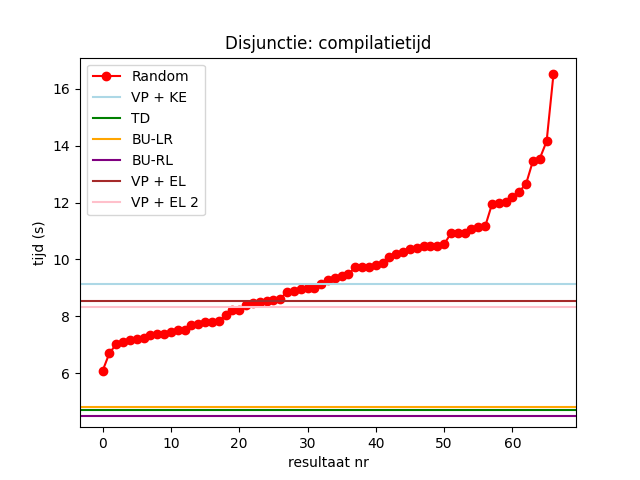 Disjunctie: compilatietijd
Random
VP + KE
TD
BU-LR
BU-RL
VP + EL
VP + EL 2
tijd (s)
16
14
12
10
8
6
0 10 20 30 40 50 60
resultaat nr